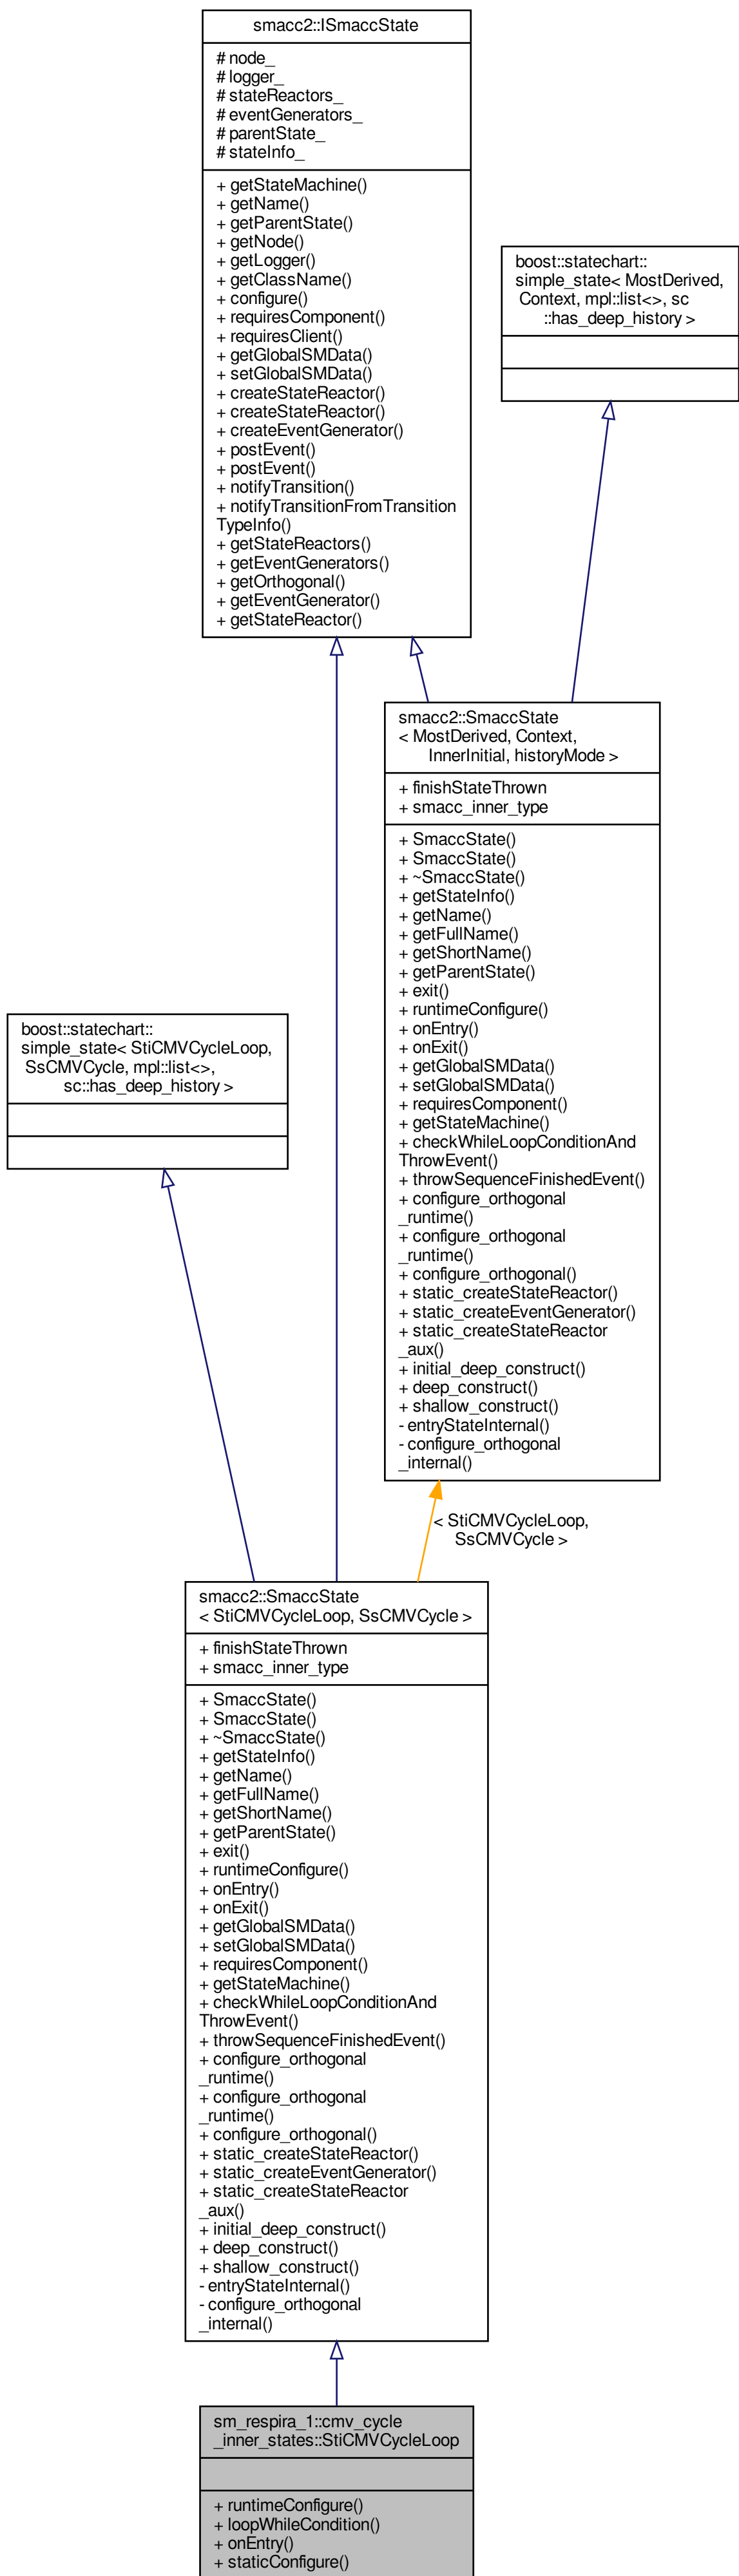 smacc2::ISmaccState
# node_
# logger_
# stateReactors_
# eventGenerators_
# parentState_
# stateInfo_
+ getStateMachine()
+ getName()
+ getParentState()
+ getNode()
+ getLogger()
+ getClassName()
+ configure()
+ requiresComponent()
+ requiresClient()
+ getGlobalSMData()
+ setGlobalSMData()
+ createStateReactor()
+ createStateReactor()
+ createEventGenerator()
+ postEvent()
+ postEvent()
+ notifyTransition()
+ notifyTransitionFromTransition
TypeInfo()
+ getStateReactors()
+ getEventGenerators()
+ getOrthogonal()
+ getEventGenerator()
+ getStateReactor()
boost::statechart::
simple_state< MostDerived,
Context, mpl::list<>, sc
::has_deep_history >
smacc2::SmaccState
< MostDerived, Context,
InnerInitial, historyMode >
+ finishStateThrown
+ smacc_inner_type
+ SmaccState()
+ SmaccState()
+ ~SmaccState()
+ getStateInfo()
+ getName()
+ getFullName()
+ getShortName()
+ getParentState()
+ exit()
+ runtimeConfigure()
+ onEntry()
+ onExit()
+ getGlobalSMData()
+ setGlobalSMData()
+ requiresComponent()
+ getStateMachine()
+ checkWhileLoopConditionAnd
ThrowEvent()
+ throwSequenceFinishedEvent()
+ configure_orthogonal
_runtime()
+ configure_orthogonal
_runtime()
+ configure_orthogonal()
+ static_createStateReactor()
+ static_createEventGenerator()
+ static_createStateReactor
_aux()
+ initial_deep_construct()
+ deep_construct()
+ shallow_construct()
- entryStateInternal()
- configure_orthogonal
_internal()
boost::statechart::
simple_state< StiCMVCycleLoop,
SsCMVCycle, mpl::list<>,
sc::has_deep_history >
< StiCMVCycleLoop,
SsCMVCycle >
smacc2::SmaccState
< StiCMVCycleLoop, SsCMVCycle >
+ finishStateThrown
+ smacc_inner_type
+ SmaccState()
+ SmaccState()
+ ~SmaccState()
+ getStateInfo()
+ getName()
+ getFullName()
+ getShortName()
+ getParentState()
+ exit()
+ runtimeConfigure()
+ onEntry()
+ onExit()
+ getGlobalSMData()
+ setGlobalSMData()
+ requiresComponent()
+ getStateMachine()
+ checkWhileLoopConditionAnd
ThrowEvent()
+ throwSequenceFinishedEvent()
+ configure_orthogonal
_runtime()
+ configure_orthogonal
_runtime()
+ configure_orthogonal()
+ static_createStateReactor()
+ static_createEventGenerator()
+ static_createStateReactor
_aux()
+ initial_deep_construct()
+ deep_construct()
+ shallow_construct()
- entryStateInternal()
- configure_orthogonal
_internal()
sm_respira_1::cmv_cycle
_inner_states::StiCMVCycleLoop
+ runtimeConfigure()
+ loopWhileCondition()
+ onEntry()
+ staticConfigure()